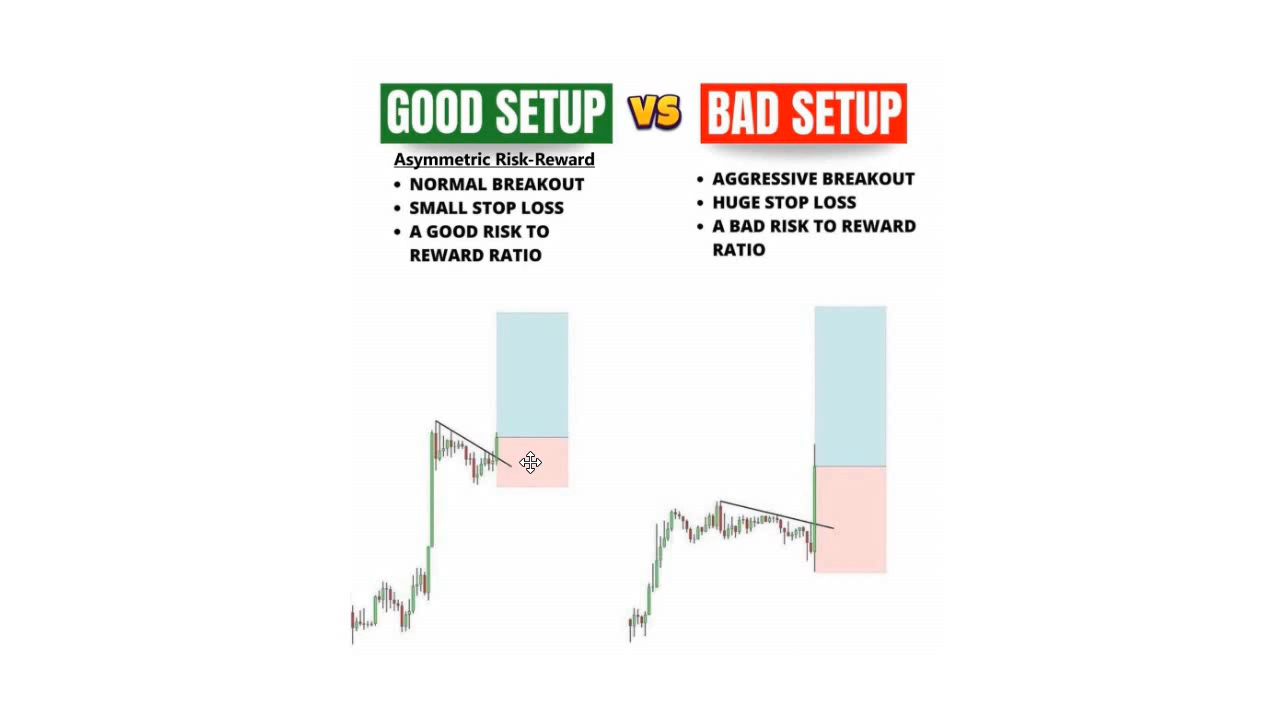 GOOD SETUP VS BAD SETUP
Asymmetric Risk-Reward
• NORMAL BREAKOUT
• SMALL STOP LOSS
• A GOOD RISK TO
REWARD RATIO
• AGGRESSIVE BREAKOUT
• HUGE STOP LOSS
• A BAD RISK TO REWARD
RATIO